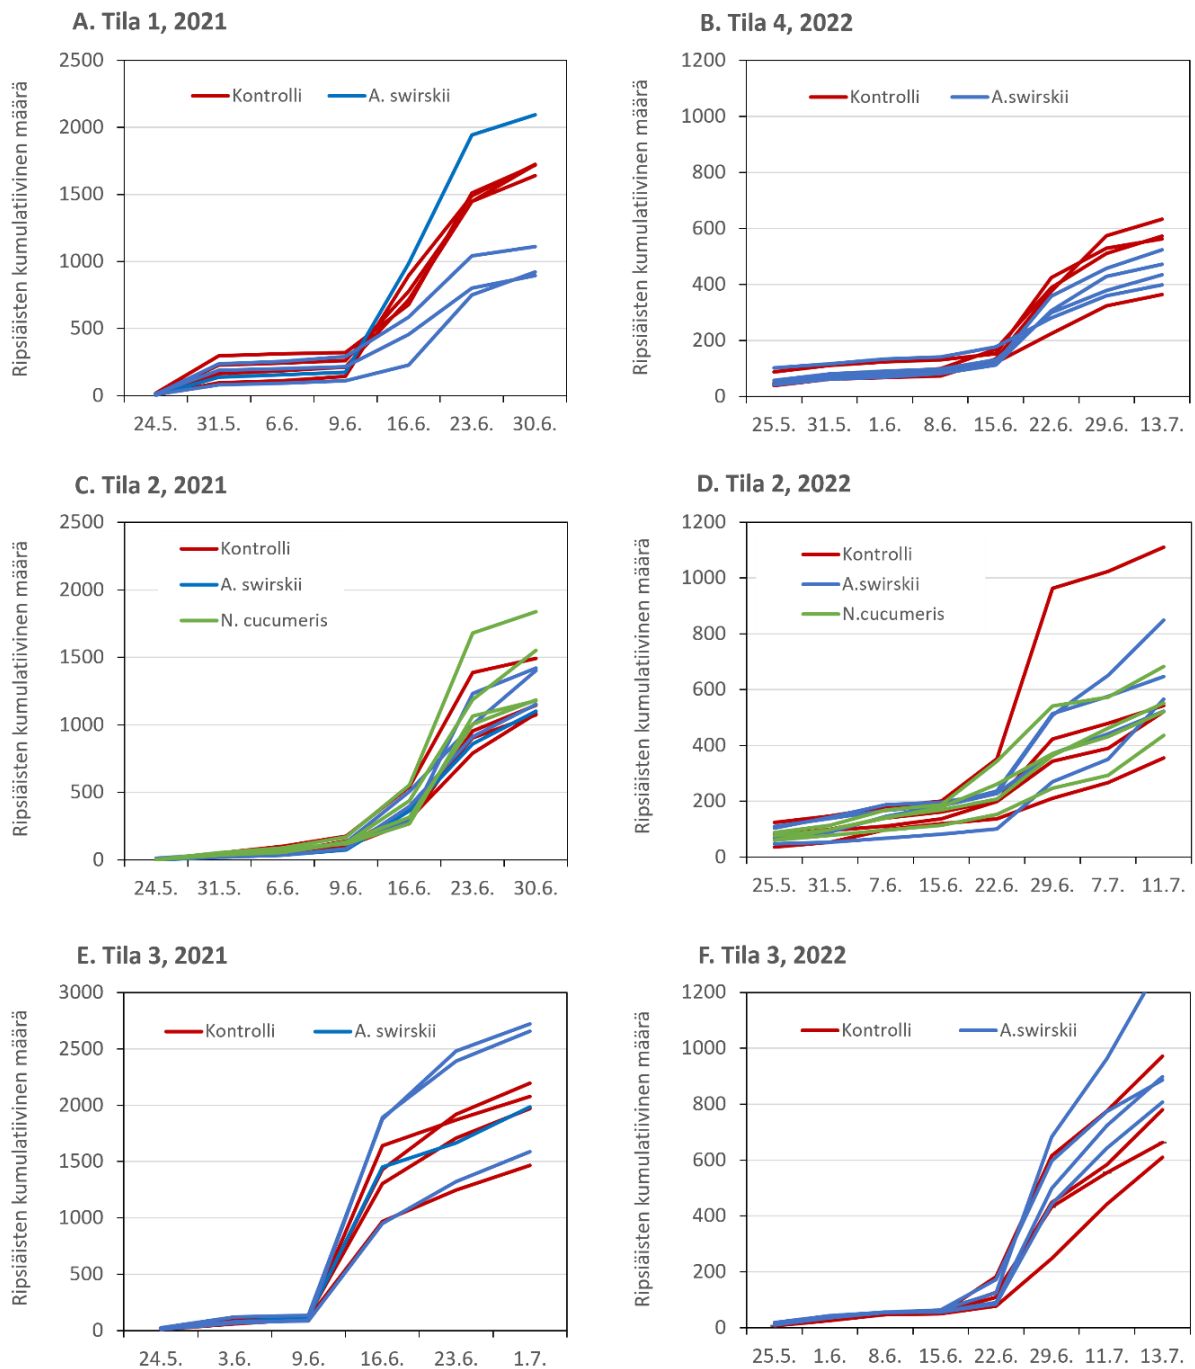 A. Tila 1, 2021
Ripsiäisten kumulatiivinen määrä
2500
2000
1500
1000
500
0
Kontrolli
A. swirskii
24.5. 31.5. 6.6. 9.6. 16.6. 23.6. 30.6.
B. Tila 4, 2022
Ripsiäisten kumulatiivinen määrä
1200
1000
800
600
400
200
0
Kontrolli
A.swirskii
25.5. 31.5. 1.6. 8.6. 15.6. 22.6. 29.6. 13.7.
C. Tila 2, 2021
Ripsiäisten kumulatiivinen määrä
2500
2000
1500
1000
500
0
Kontrolli
A. swirskii
N. cucumeris
24.5. 31.5. 6.6. 9.6. 16.6. 23.6. 30.6.
D. Tila 2, 2022
Ripsiäisten kumulatiivinen määrä
1200
1000
800
600
400
200
0
Kontrolli
A.swirskii
N.cucumeris
25.5. 31.5. 7.6. 15.6. 22.6. 29.6. 7.7. 11.7.
E. Tila 3, 2021
Ripsiäisten kumulatiivinen määrä
3000
2500
2000
1500
1000
500
0
Kontrolli
A. swirskii
24.5. 3.6. 9.6. 16.6. 23.6. 1.7.
F. Tila 3, 2022
Ripsiäisten kumulatiivinen määrä
1200
1000
800
600
400
200
0
Kontrolli
A.swirskii
25.5. 1.6. 8.6. 15.6. 22.6. 29.6. 11.7. 13.7.